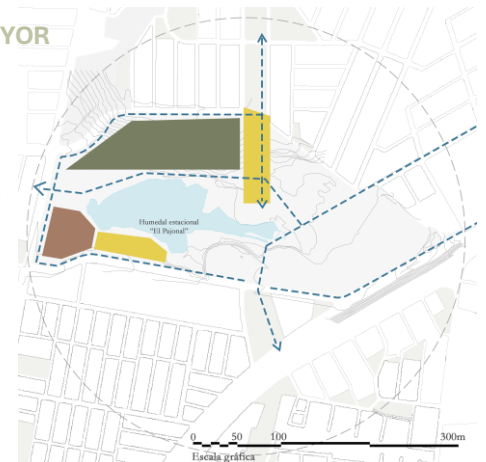 YOR
Humedal estacional
"El Pajonal"
0 50 100 300m
Escala gráfica